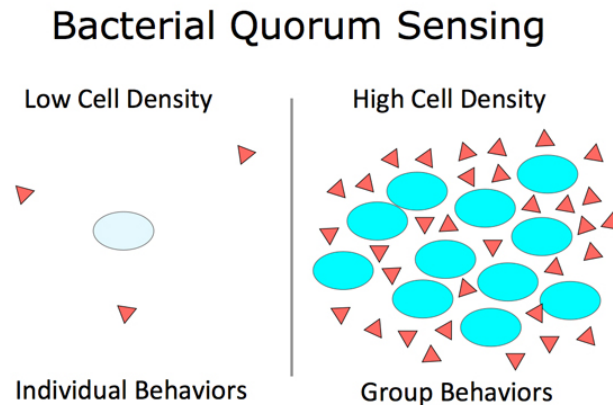 Bacterial Quorum Sensing
Low Cell Density
High Cell Density
Individual Behaviors
Group Behaviors